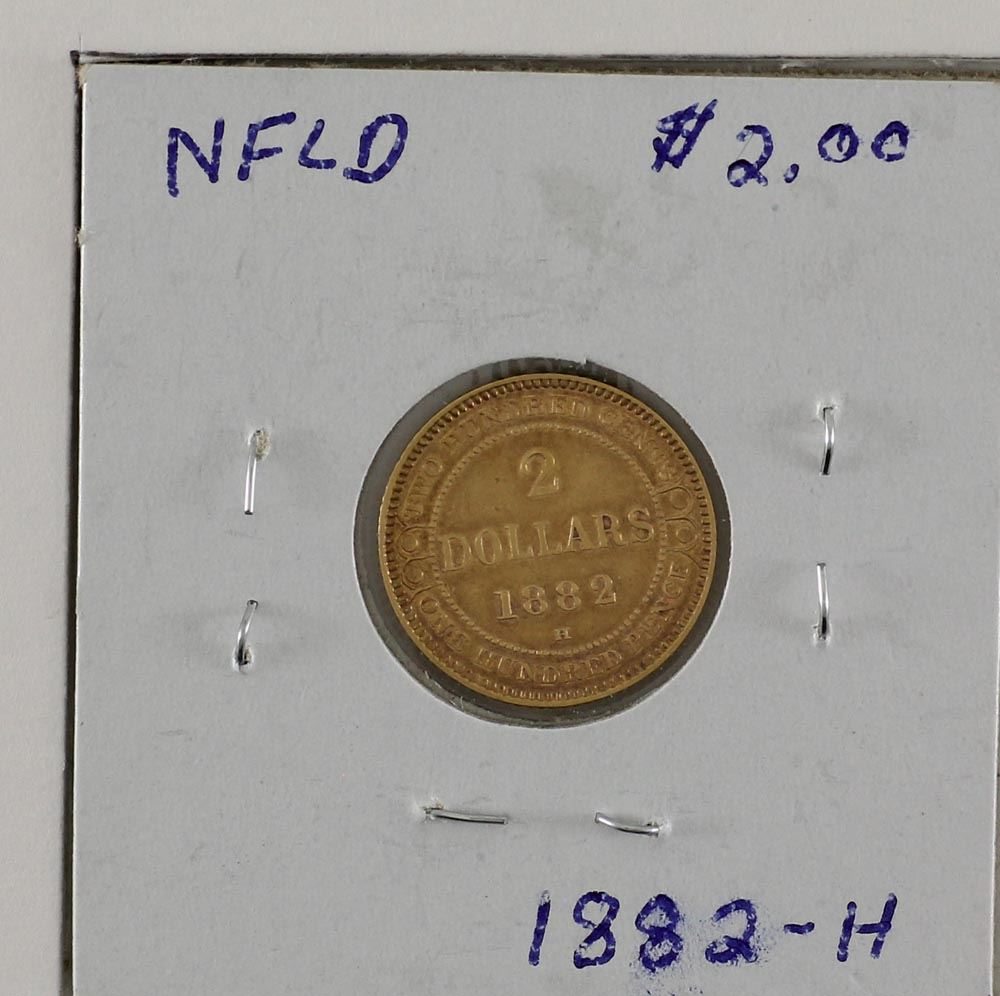 NFLD $2.00
TWO HUNDRED CENTS
2
DOLLARS
1882
H
ONE HUNDRED PENCE
1882-H